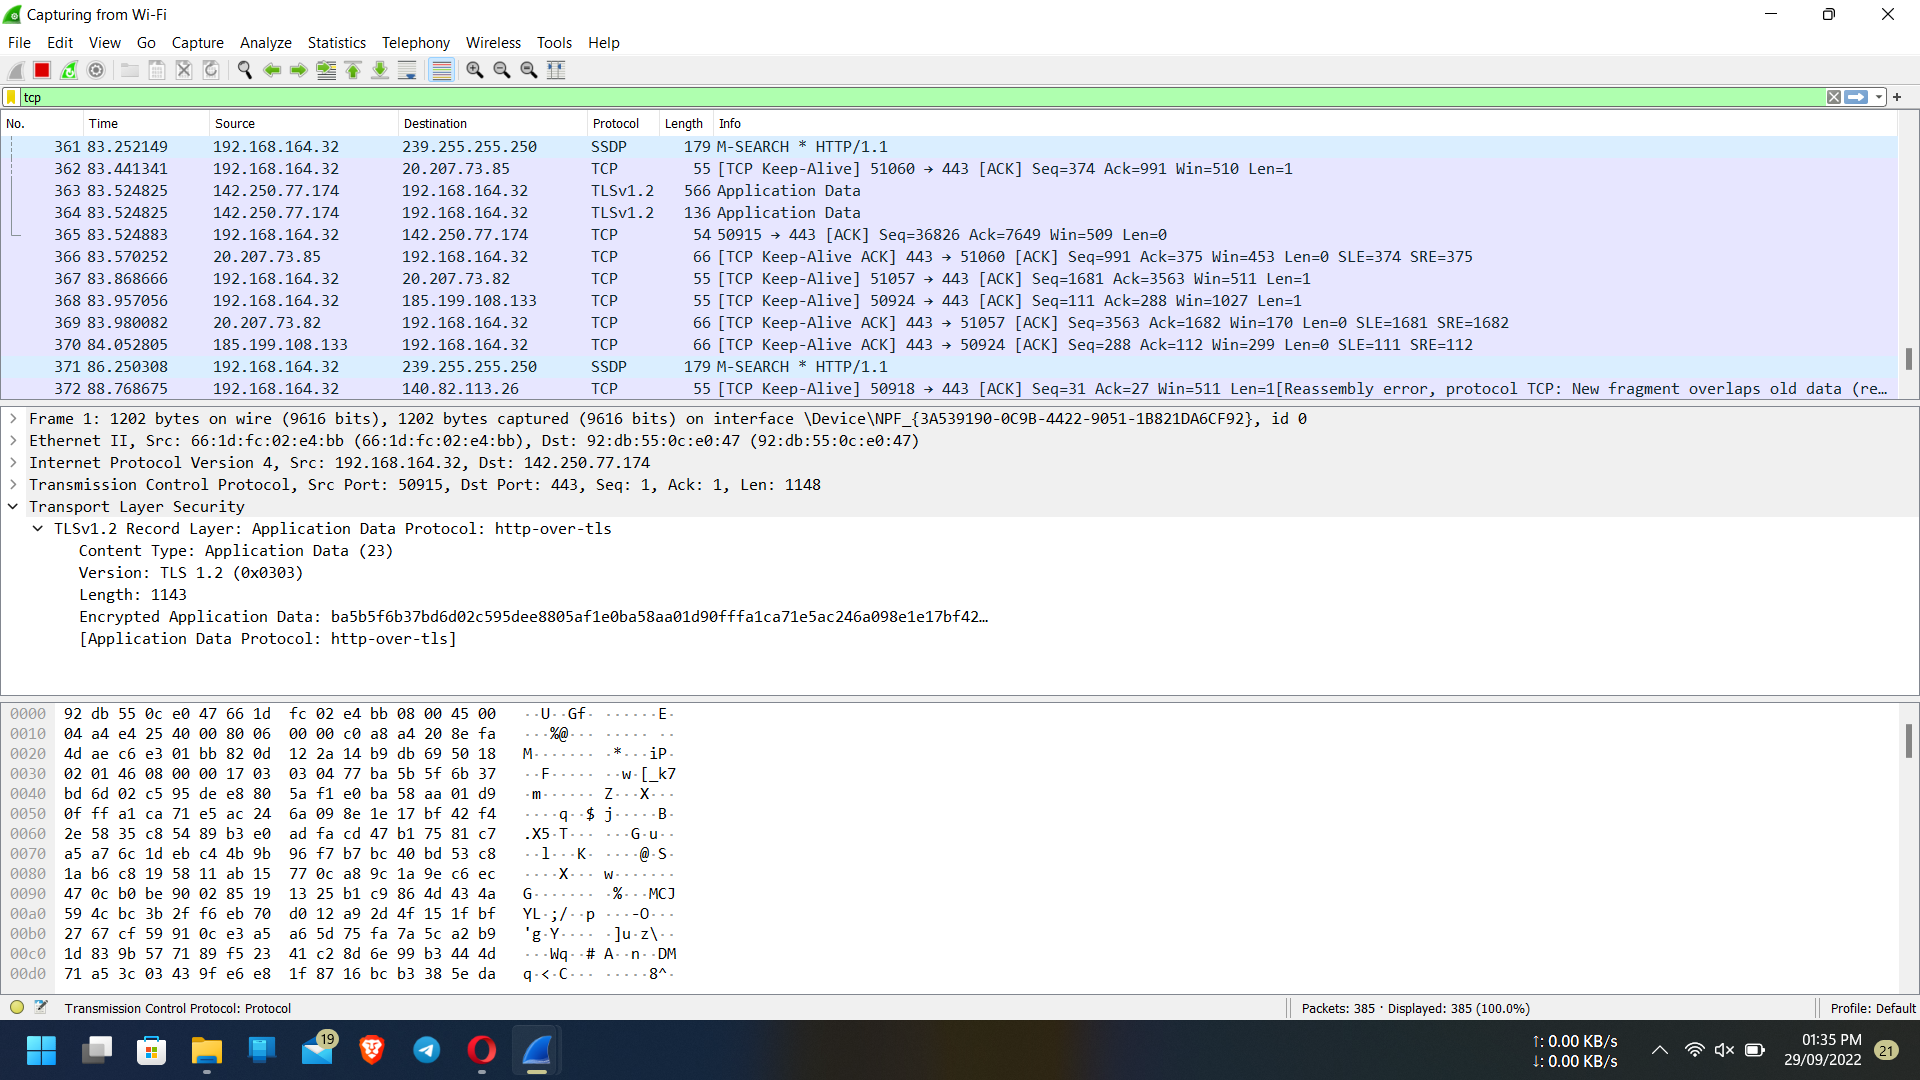 Capturing from Wi-Fi
File Edit View Go Capture Analyze Statistics Telephony Wireless Tools Help
tcp
No. Time Source Destination Protocol Length Info
361 83.252149 192.168.164.32 239.255.255.250 SSDP 179 M-SEARCH * HTTP/1.1
362 83.441341 192.168.164.32 20.207.73.85 TCP 55 [TCP Keep-Alive] 51060 → 443 [ACK] Seq=374 Ack=991 Win=510 Len=1
363 83.524825 142.250.77.174 192.168.164.32 TLSv1.2 566 Application Data
364 83.524825 142.250.77.174 192.168.164.32 TLSv1.2 136 Application Data
365 83.524883 192.168.164.32 142.250.77.174 TCP 54 50915 → 443 [ACK] Seq=36826 Ack=7649 Win=509 Len=0
366 83.570252 20.207.73.85 192.168.164.32 TCP 66 [TCP Keep-Alive ACK] 443 → 51060 [ACK] Seq=991 Ack=375 Win=453 Len=0 SLE=374 SRE=375
367 83.868666 192.168.164.32 20.207.73.82 TCP 55 [TCP Keep-Alive] 51057 → 443 [ACK] Seq=1681 Ack=3563 Win=511 Len=1
368 83.957056 192.168.164.32 185.199.108.133 TCP 55 [TCP Keep-Alive] 50924 → 443 [ACK] Seq=111 Ack=288 Win=1027 Len=1
369 83.980082 20.207.73.82 192.168.164.32 TCP 66 [TCP Keep-Alive ACK] 443 → 51057 [ACK] Seq=3563 Ack=1682 Win=170 Len=0 SLE=1681 SRE=1682
370 84.052805 185.199.108.133 192.168.164.32 TCP 66 [TCP Keep-Alive ACK] 443 → 50924 [ACK] Seq=288 Ack=112 Win=299 Len=0 SLE=111 SRE=112
371 86.250308 192.168.164.32 239.255.255.250 SSDP 179 M-SEARCH * HTTP/1.1
372 88.768675 192.168.164.32 140.82.113.26 TCP 55 [TCP Keep-Alive] 50918 → 443 [ACK] Seq=31 Ack=27 Win=511 Len=1[Reassembly error, protocol TCP: New fragment overlaps old data (re…
Frame 1: 1202 bytes on wire (9616 bits), 1202 bytes captured (9616 bits) on interface \Device\NPF_{3A539190-0C9B-4422-9051-1B821DA6CF92}, id 0
Ethernet II, Src: 66:1d:fc:02:e4:bb (66:1d:fc:02:e4:bb), Dst: 92:db:55:0c:e0:47 (92:db:55:0c:e0:47)
Internet Protocol Version 4, Src: 192.168.164.32, Dst: 142.250.77.174
Transmission Control Protocol, Src Port: 50915, Dst Port: 443, Seq: 1, Ack: 1, Len: 1148
Transport Layer Security
TLSv1.2 Record Layer: Application Data Protocol: http-over-tls
Content Type: Application Data (23)
Version: TLS 1.2 (0x0303)
Length: 1143
Encrypted Application Data: ba5b5f6b37bd6d02c595dee8805af1e0ba58aa01d90fffa1ca71e5ac246a098e1e17bf42…
[Application Data Protocol: http-over-tls]
0000 92 db 55 0c e0 47 66 1d fc 02 e4 bb 08 00 45 00 ··U··Gf· ······E·
0010 04 a4 e4 25 40 00 80 06 00 00 c0 a8 a4 20 8e fa ···%@··· ····· ··
0020 4d ae c6 e3 01 bb 82 0d 12 2a 14 b9 db 69 50 18 M······· ·*···iP·
0030 02 01 46 08 00 00 17 03 03 04 77 ba 5b 5f 6b 37 ··F····· ··w·[_k7
0040 bd 6d 02 c5 95 de e8 80 5a f1 e0 ba 58 aa 01 d9 ·m······ Z···X···
0050 0f ff a1 ca 71 e5 ac 24 6a 09 8e 1e 17 bf 42 f4 ····q··$ j·····B·
0060 2e 58 35 c8 54 89 b3 e0 ad fa cd 47 b1 75 81 c7 .X5·T··· ···G·u··
0070 a5 a7 6c 1d eb c4 4b 9b 96 f7 b7 bc 40 bd 53 c8 ··l···K· ····@·S·
0080 1a b6 c8 19 58 11 ab 15 77 0c a8 9c 1a 9e c6 ec ····X··· w·······
0090 47 0c b0 be 90 02 85 19 13 25 b1 c9 86 4d 43 4a G······· ·%···MCJ
00a0 59 4c bc 3b 2f f6 eb 70 d0 12 a9 2d 4f 15 1f bf YL·;/··p ···-O···
00b0 27 67 cf 59 91 0c e3 a5 a6 5d 75 fa 7a 5c a2 b9 'g·Y···· ·]u·z\··
00c0 1d 83 9b 57 71 89 f5 23 41 c2 8d 6e 99 b3 44 4d ···Wq··# A··n··DM
00d0 71 a5 3c 03 43 9f e6 e8 1f 87 16 bc b3 38 5e da q·<·C··· ·····8^·
Transmission Control Protocol: Protocol Packets: 385 · Displayed: 385 (100.0%) Profile: Default
19
↑: 0.00 KB/s
↓: 0.00 KB/s
01:35 PM
29/09/2022
21